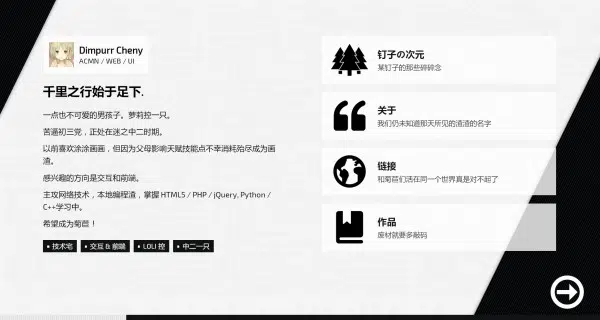 Dimpurr Cheny
ACMN / WEB / UI
千里之行始于足下.
一点也不可爱的男孩子。萝莉控一只。
苦逼初三党，正处在迷之中二时期。
以前喜欢涂涂画画，但因为父母影响天赋技能点不幸消耗殆尽成为画
渣。
感兴趣的方向是交互和前端。
主攻网络技术，本地编程渣，掌握 HTML5 / PHP / jQuery, Python /
C++学习中。
希望成为菊苣！
技术宅
交互 & 前端
LOLI 控
中二一只
钉子の次元
某钉子的那些碎碎念
关于
我们仍未知道那天所见的渣渣的名字
链接
和菊苣们活在同一个世界真是对不起了
作品
废材就要多敲码